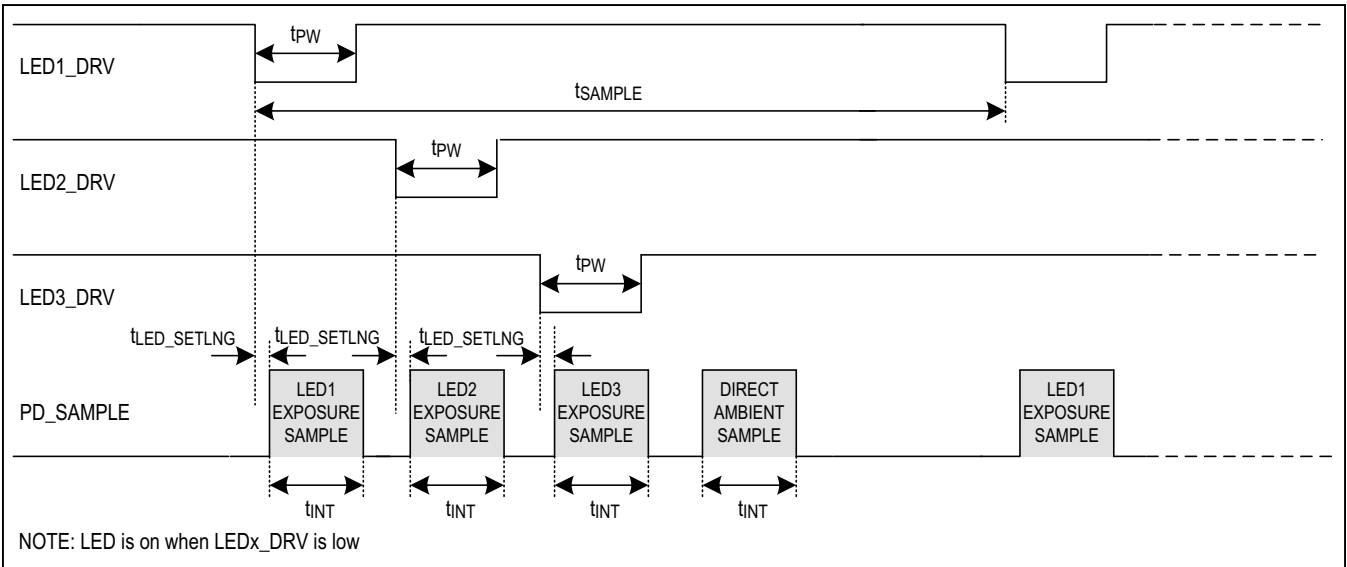 tPW
LED1_DRV
tSAMPLE
tPW
LED2_DRV
tPW
LED3_DRV
tLED_SETLNG
tLED_SETLNG
tLED_SETLNG
PD_SAMPLE
LED1
EXPOSURE
SAMPLE
LED2
EXPOSURE
SAMPLE
LED3
EXPOSURE
SAMPLE
DIRECT
AMBIENT
SAMPLE
LED1
EXPOSURE
SAMPLE
tINT
tINT
tINT
tINT
NOTE: LED is on when LEDx_DRV is low